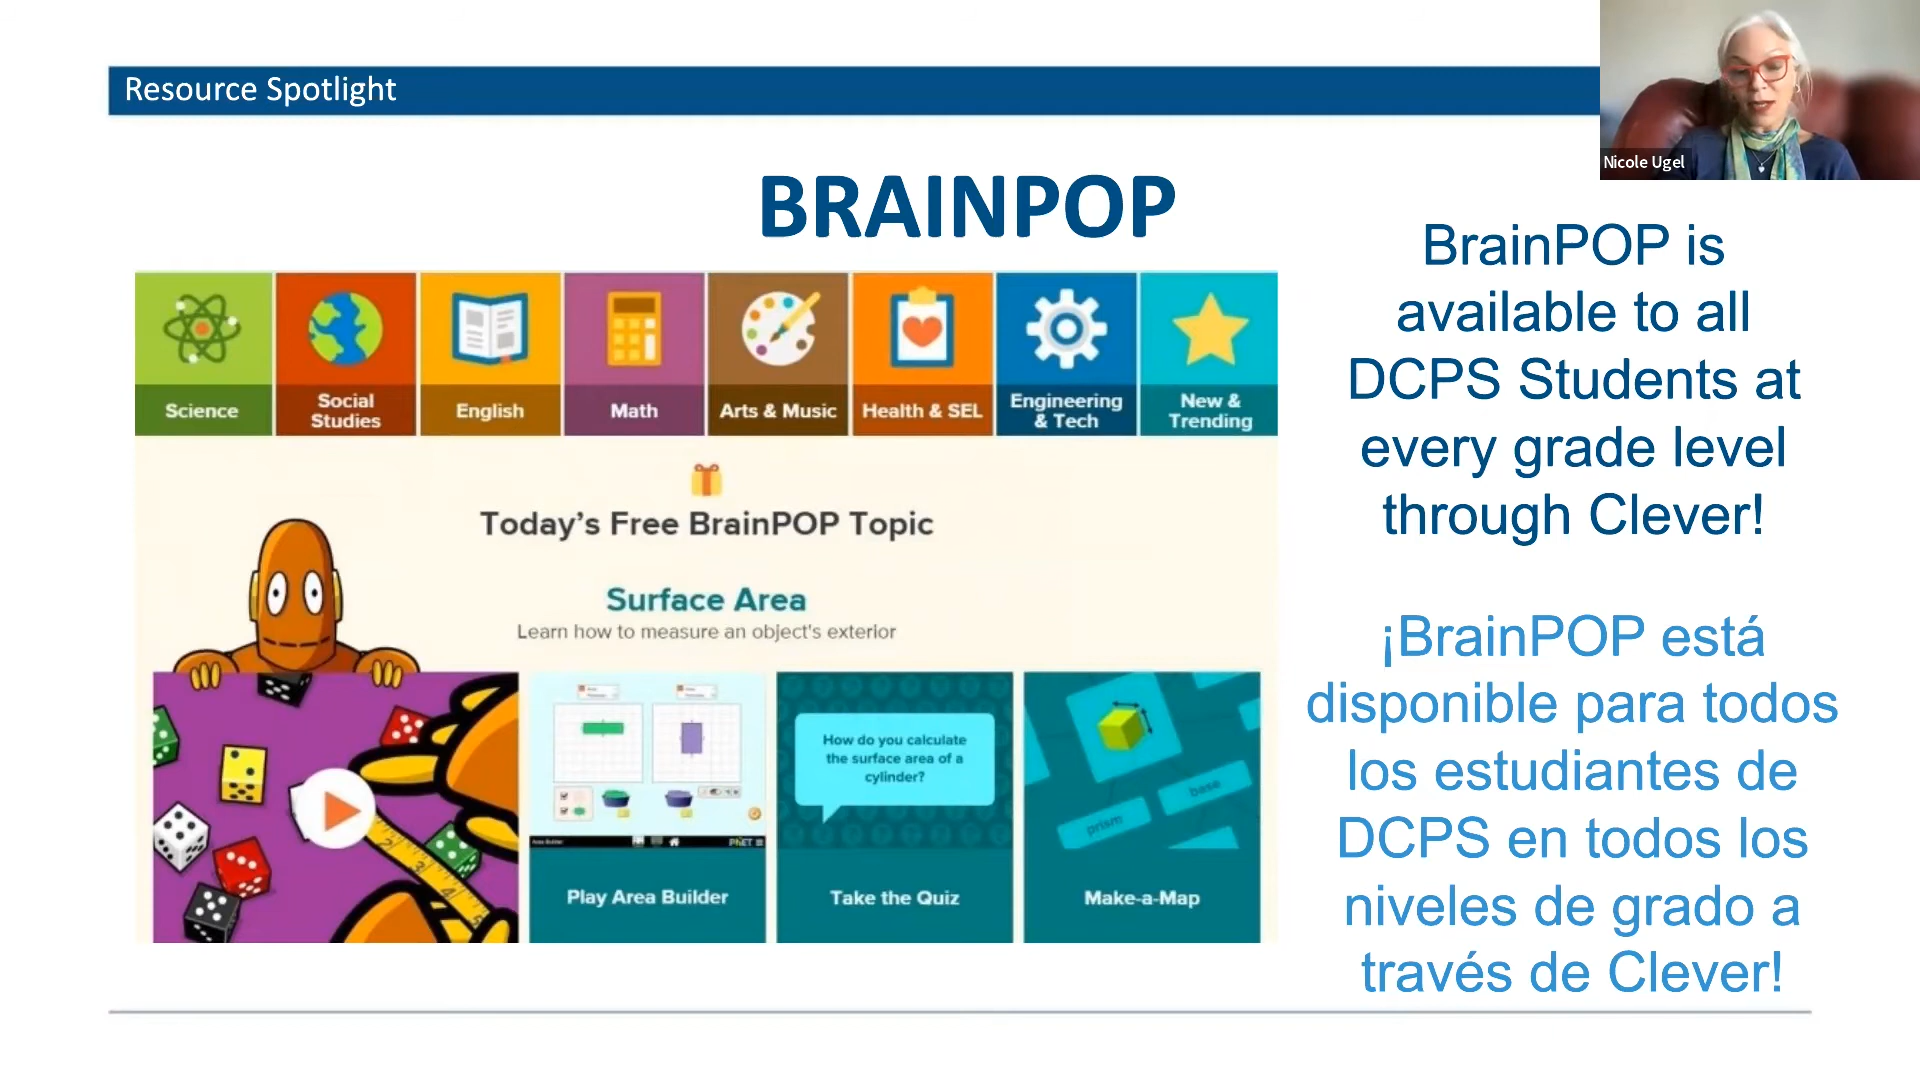 Resource Spotlight
Nicole Ugel
BRAINPOP
Science
Social
Studies
English
Math
Arts & Music
Health & SEL
Engineering
& Tech
New &
Trending
Today’s Free BrainPOP Topic
Surface Area
Learn how to measure an object's exterior
How do you calculate
the surface area of a
cylinder?
prism
base
PhET
Play Area Builder
Take the Quiz
Make-a-Map
BrainPOP is
available to all
DCPS Students at
every grade level
through Clever!
¡BrainPOP está
disponible para todos
los estudiantes de
DCPS en todos los
niveles de grado a
través de Clever!